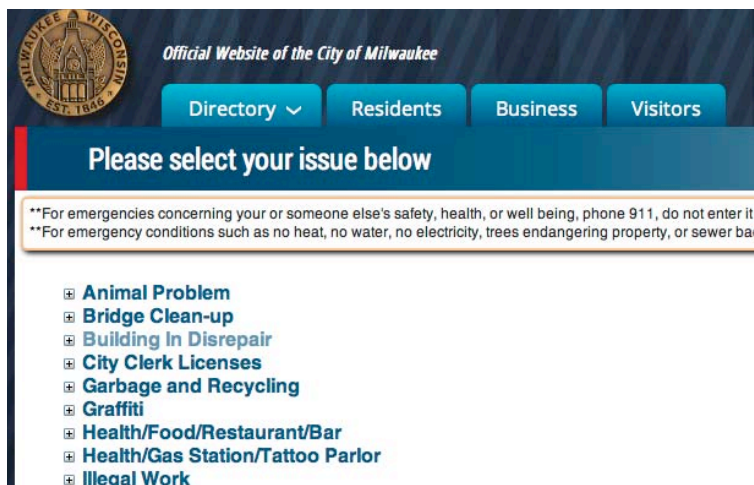 MILWAUKEE WISCONSIN
EST. 1846
Official Website of the City of Milwaukee
Directory
Residents
Business
Visitors
Please select your issue below
**For emergencies concerning your or someone else's safety, health, or well being, phone 911, do not enter it
**For emergency conditions such as no heat, no water, no electricity, trees endangering property, or sewer ba
Animal Problem
Bridge Clean-up
Building In Disrepair
City Clerk Licenses
Garbage and Recycling
Graffiti
Health/Food/Restaurant/Bar
Health/Gas Station/Tattoo Parlor
Illegal Work